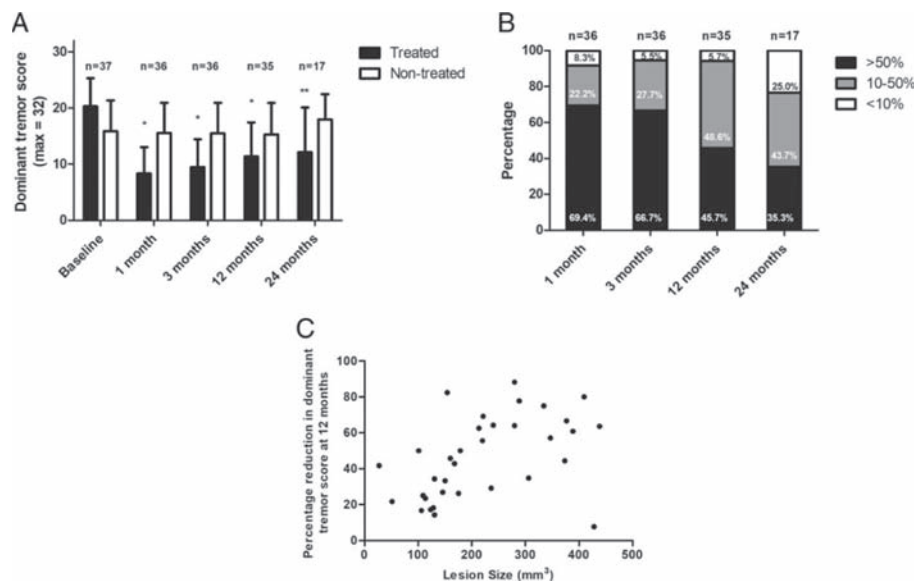 A
n=37 n=36 n=36 n=35 n=17
Treated
Non-treated
Dominant tremor score
(max = 32)
30
20
10
0
* * * **
Baseline
1 month
3 months
12 months
24 months
B
n=36 n=36 n=35 n=17
>50%
10-50%
<10%
Percentage
100
80
60
40
20
0
8.3% 5.5% 5.7% 25.0%
22.2% 27.7% 48.6% 43.7%
69.4% 66.7% 45.7% 35.3%
1 month
3 months
12 months
24 months
C
Percentage reduction in dominant
tremor score at 12 months
100
80
60
40
20
0
0 100 200 300 400 500
Lesion Size (mm³)